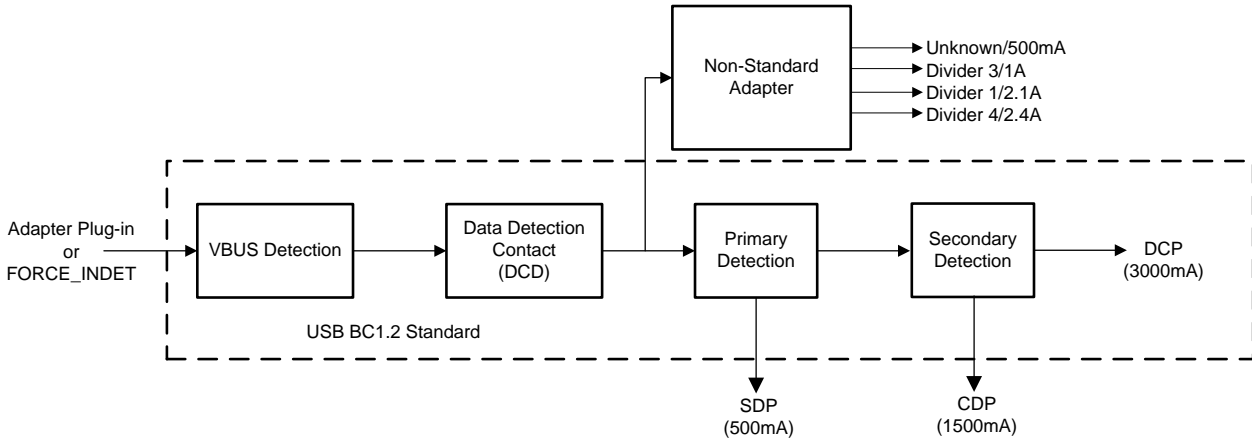 Non-Standard
Adapter
Unknown/500mA
Divider 3/1A
Divider 1/2.1A
Divider 4/2.4A
Adapter Plug-in
or
FORCE_INDET
VBUS Detection
Data Detection
Contact
(DCD)
Primary
Detection
Secondary
Detection
DCP
(3000mA)
USB BC1.2 Standard
SDP
(500mA)
CDP
(1500mA)